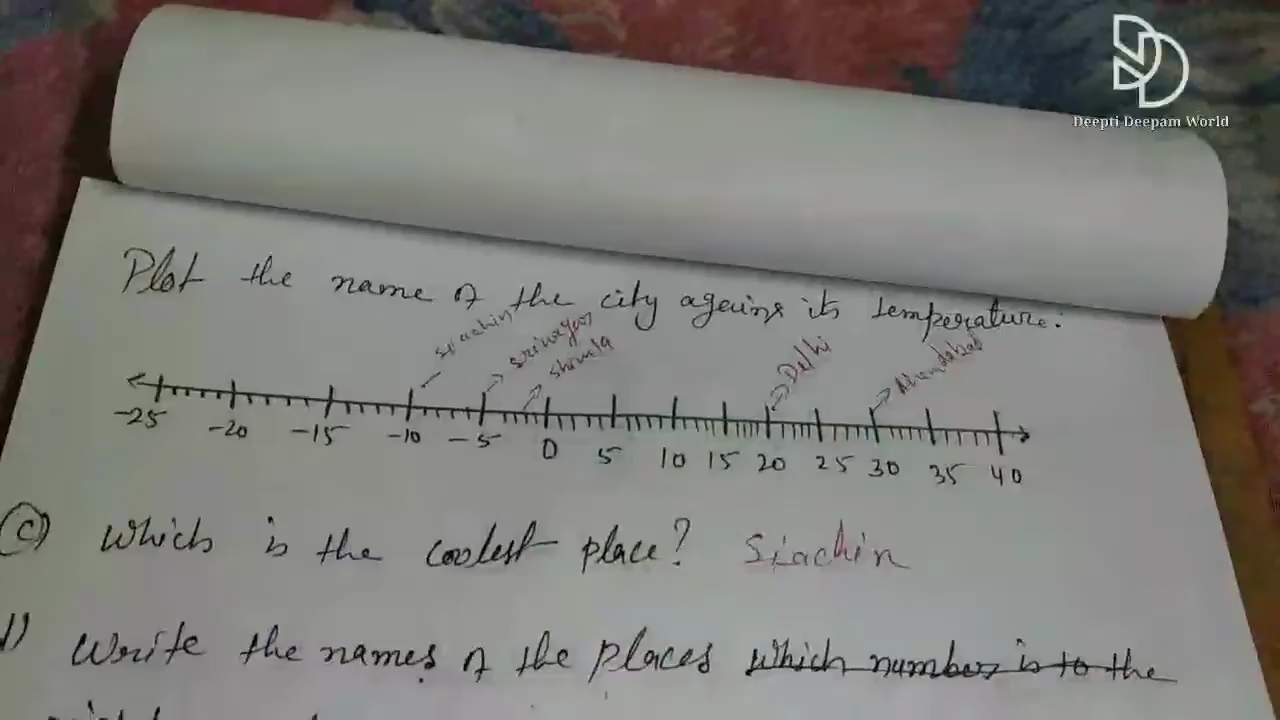 Deepti Deepam World
Plot the name of the city against its temperature.
Siachin
Srinagar
Shimla
Delhi
-25 -20 -15 -10 -5 0 5 10 15 20 25 30 35 40
(c) Which is the coolest place? Siachin
d) Write the names of the places which number is to the